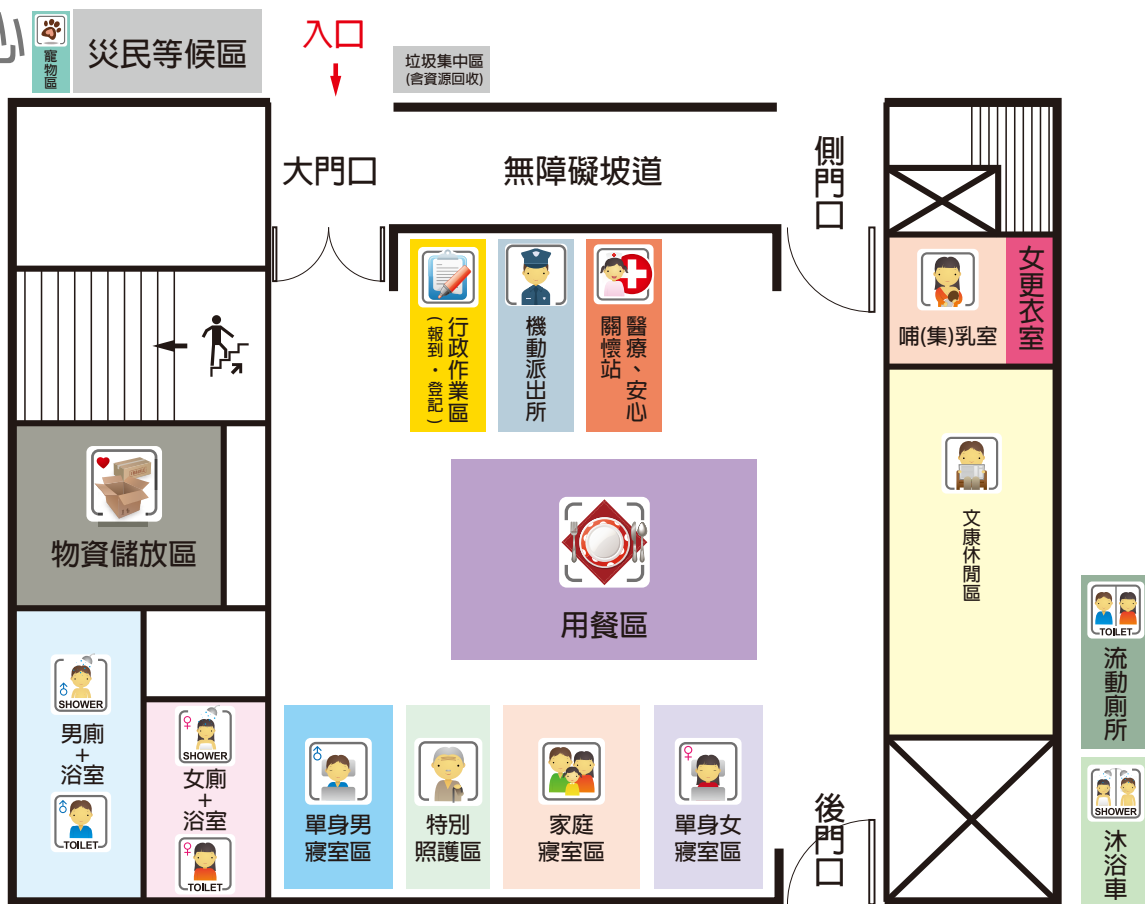 心
寵物區
災民等候區
入口
垃圾集中區
(含資源回收)
大門口
無障礙坡道
側門口
行政作業區
(報到・登記)
機動派出所
醫療、安心
關懷站
哺(集)乳室
女更衣室
物資儲放區
用餐區
文康休閒區
TOILET
流動廁所
SHOWER
男廁
+
浴室
TOILET
SHOWER
女廁
+
浴室
TOILET
單身男
寢室區
特別
照護區
家庭
寢室區
單身女
寢室區
後門口
SHOWER
沐浴車